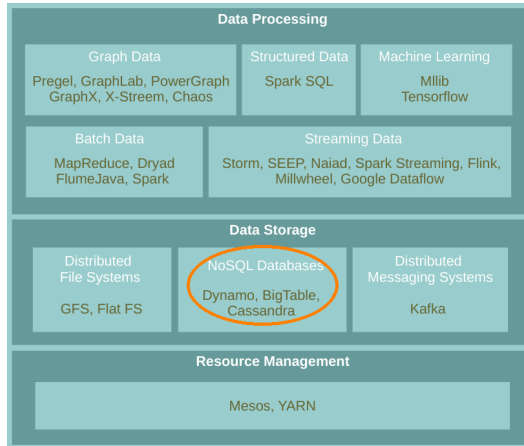 Data Processing
Graph Data
Pregel, GraphLab, PowerGraph
GraphX, X-Streem, Chaos
Structured Data
Spark SQL
Machine Learning
Mllib
Tensorflow
Batch Data
MapReduce, Dryad
FlumeJava, Spark
Streaming Data
Storm, SEEP, Naiad, Spark Streaming, Flink,
Millwheel, Google Dataflow
Data Storage
Distributed
File Systems
GFS, Flat FS
NoSQL Databases
Dynamo, BigTable,
Cassandra
Distributed
Messaging Systems
Kafka
Resource Management
Mesos, YARN